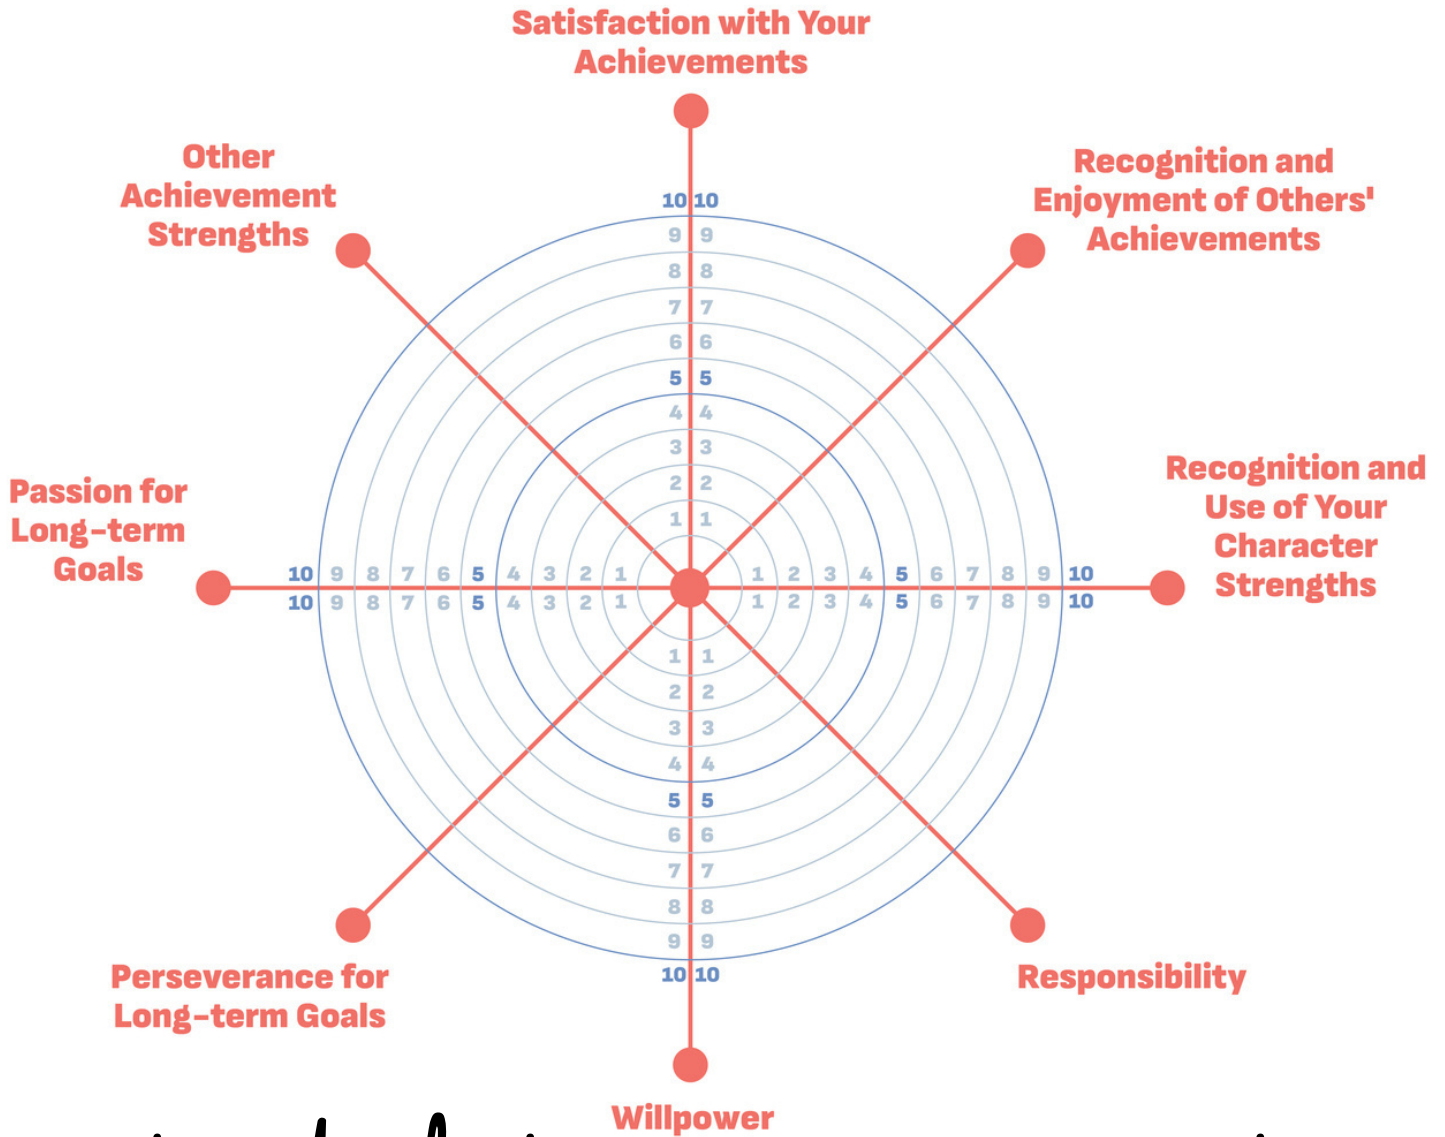 Satisfaction with Your
Achievements
Other
Achievement
Strengths
Recognition and
Enjoyment of Others'
Achievements
10 10
9 9
8 8
7 7
6 6
5 5
4 4
3 3
2 2
1 1
Passion for
Long-term
Goals
Recognition and
Use of Your
Character
Strengths
10 9 8 7 6 5 4 3 2 1 1 2 3 4 5 6 7 8 9 10
10 9 8 7 6 5 4 3 2 1 1 2 3 4 5 6 7 8 9 10
1 1
2 2
3 3
4 4
5 5
6 6
7 7
8 8
9 9
10 10
Perseverance for
Long-term Goals
Responsibility
Willpower